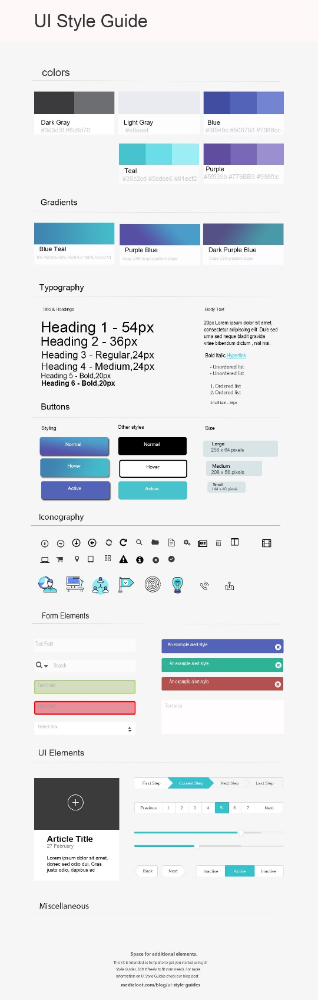 UI Style Guide
colors
Dark Gray
#3d3d3f,#6c6d70
Light Gray
#e8eaef
Blue
#3f549c #5067b3 #7086cc
Teal
#35c2cd #5cdce6 #91ecf2
Purple
#5f539b #776BB3 #998fcc
Gradients
Blue Teal
0% #5f539b 50% #5067b3 100% #35c2cd
Purple Blue
Copy CSS to get gradient stops
Dark Purple Blue
Copy CSS gradient stops
Typography
Title & Headings
Heading 1 - 54px
Heading 2 - 36px
Heading 3 - Regular,24px
Heading 4 - Medium,24px
Heading 5 - Bold,20px
Heading 6 - Bold,20px
Body Text
20px Lorem ipsum dolor sit amet,
consectetur adipiscing elit .Duis sed
urna sed neque bladit gravida
vitae bibendum dictum , nisl nisi.
Bold Italic Hyperlink
• Unordered list
• Unordered list
1. Ordered list
2. Ordered list
Small text - 16px
Buttons
Styling
Normal
Hover
Active
Other styles
Normal
Hover
Active
Size
Large
256 x 64 pixels
Medium
208 x 56 pixels
Small
144 x 40 pixels
Iconography
Form Elements
Text Field
Search
Text Field
Text Field
Select Box
An example alert style
An example alert style
An example alert style
Text area
UI Elements
Article Title
27 February
Lorem ipsum dolor sit amet,
donec sed odio dui. Cras
justo odio, dapibus ac
First Step Current Step Next Step Last Step
Previous 1 2 3 4 5 6 7 Next
Back Next Inactive Active Inactive
Miscellaneous
Space for additional elements.
This kit is intended as template to get you started using UI
Style Guides. Edit it freely to fit your needs .For more
information on UI Style Guides check our blog post
medialoot.com/blog/ui-style-guides